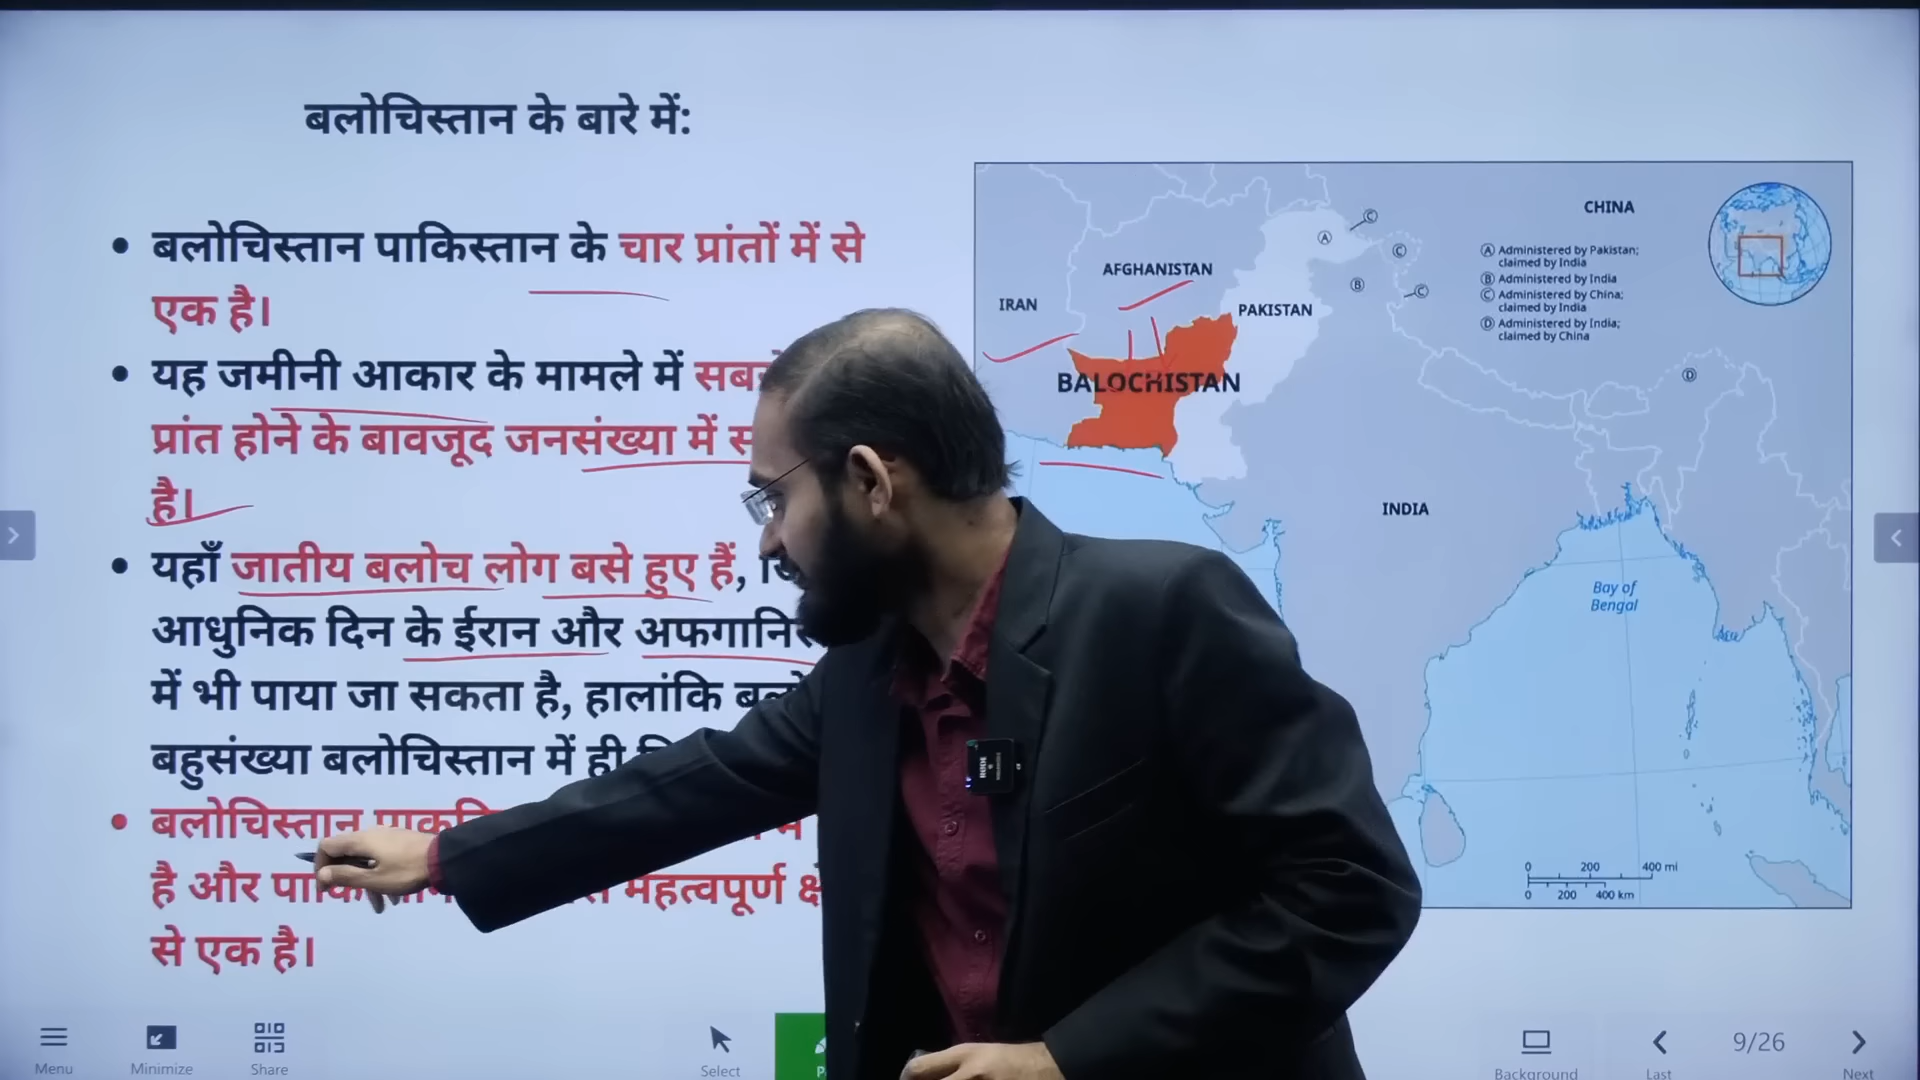 बलोचिस्तान के बारे में:
• बलोचिस्तान पाकिस्तान के चार प्रांतों में से
एक है।
• यह जमीनी आकार के मामले में
प्रांत होने के बावजूद जनसंख्या में
है।
• यहाँ जातीय बलोच लोग बसे हुए हैं,
आधुनिक दिन के ईरान और
में भी पाया जा सकता है, हालांकि
बहुसंख्या बलोचिस्तान में ही
• बलोचिस्तान
है और महत्वपूर्ण
से एक है।
CHINA
Ⓒ
Ⓐ
Ⓒ
Ⓐ Administered by Pakistan;
claimed by India
Ⓑ Administered by India
Ⓒ Administered by China;
claimed by India
Ⓓ Administered by India;
claimed by China
AFGHANISTAN
Ⓑ
Ⓒ
IRAN
PAKISTAN
BALOCHISTAN
Ⓓ
INDIA
Bay of
Bengal
0 200 400 mi
0 200 400 km
RODE
Menu
Minimize
Share
Select
Background
Last
9/26
Next